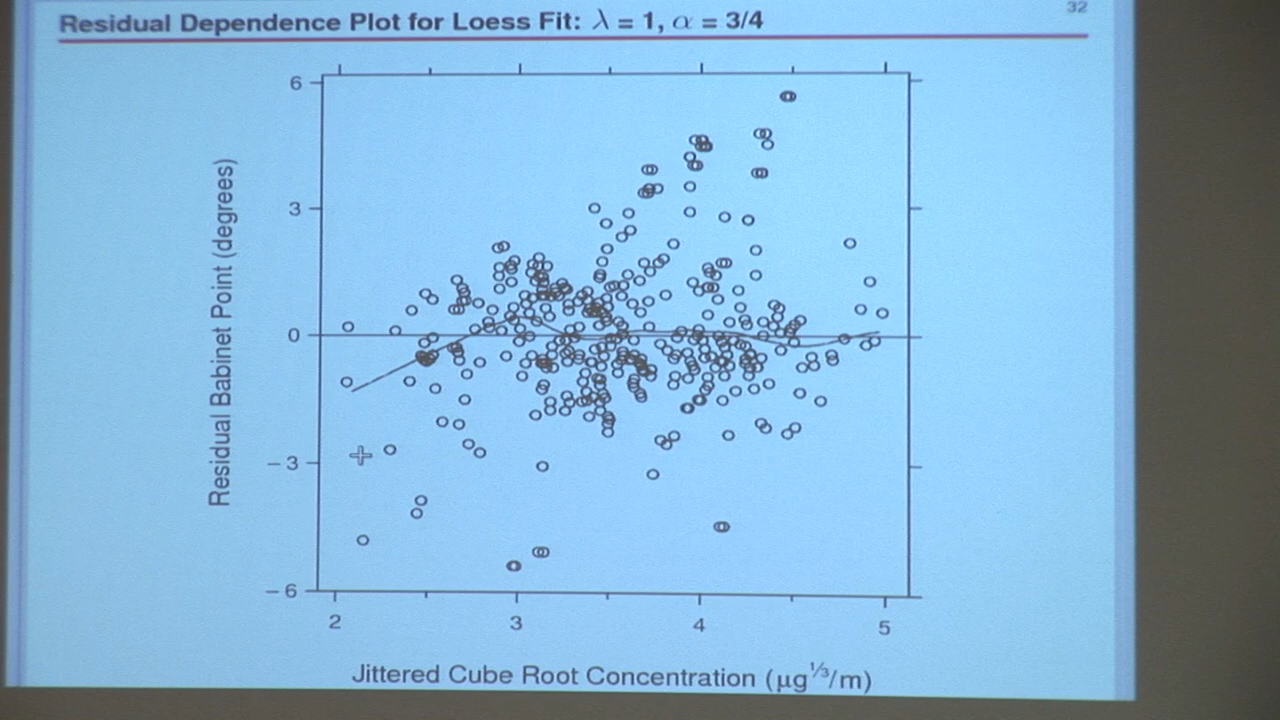 32
Residual Dependence Plot for Loess Fit: λ = 1, α = 3/4
6
3
0
−3
−6
Residual Babinet Point (degrees)
2 3 4 5
Jittered Cube Root Concentration (μg^⅓/m)